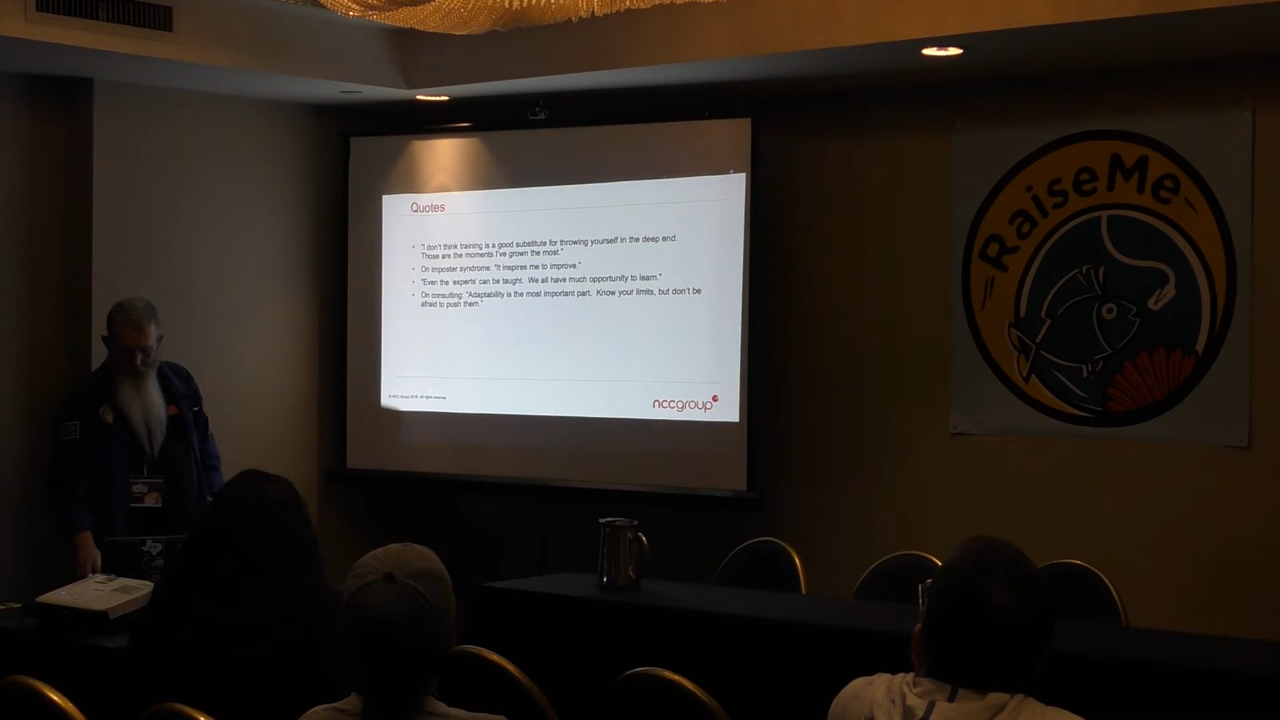 Quotes
• "I don't think training is a good substitute for throwing yourself in the deep end.
Those are the moments I've grown the most."
• On imposter syndrome: "It inspires me to improve."
• "Even the 'experts' can be taught. We all have much opportunity to learn."
• On consulting: "Adaptability is the most important part. Know your limits, but don't be
afraid to push them."
nccgroup
RaiseMe